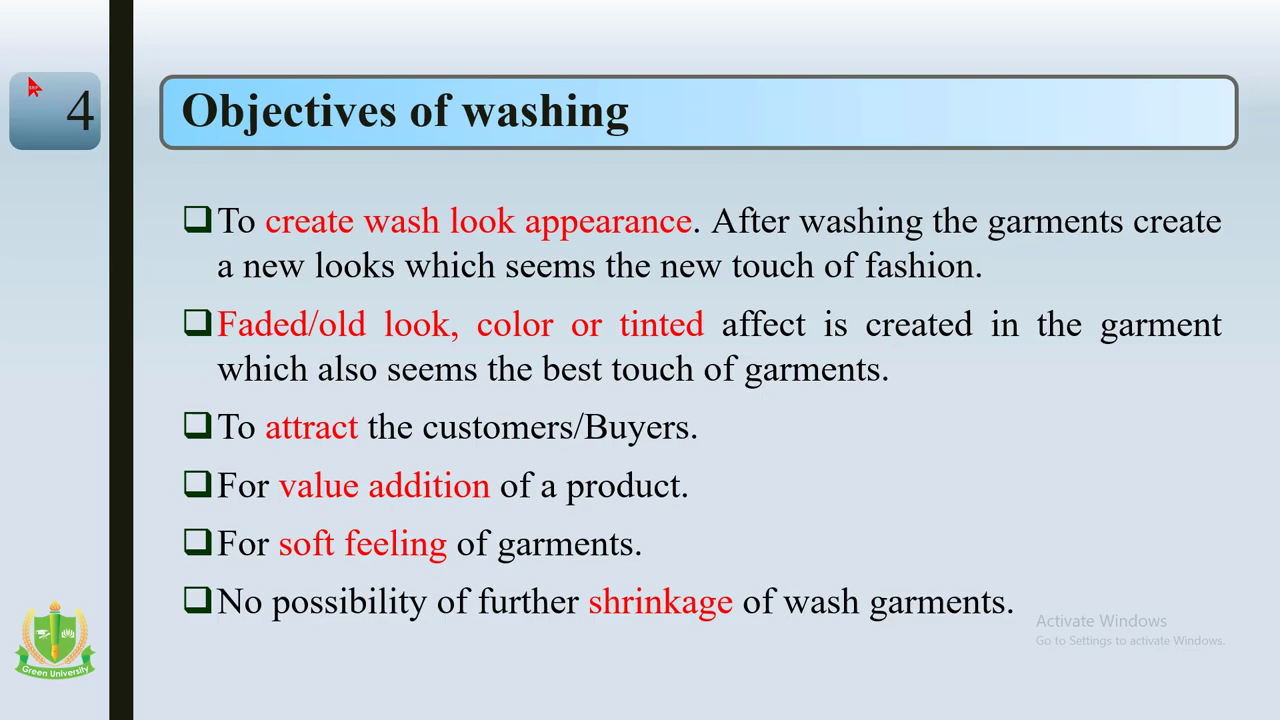 4
Objectives of washing
To create wash look appearance. After washing the garments create
a new looks which seems the new touch of fashion.
Faded/old look, color or tinted affect is created in the garment
which also seems the best touch of garments.
To attract the customers/Buyers.
For value addition of a product.
For soft feeling of garments.
No possibility of further shrinkage of wash garments.
Activate Windows
Go to Settings to activate Windows.
Green University